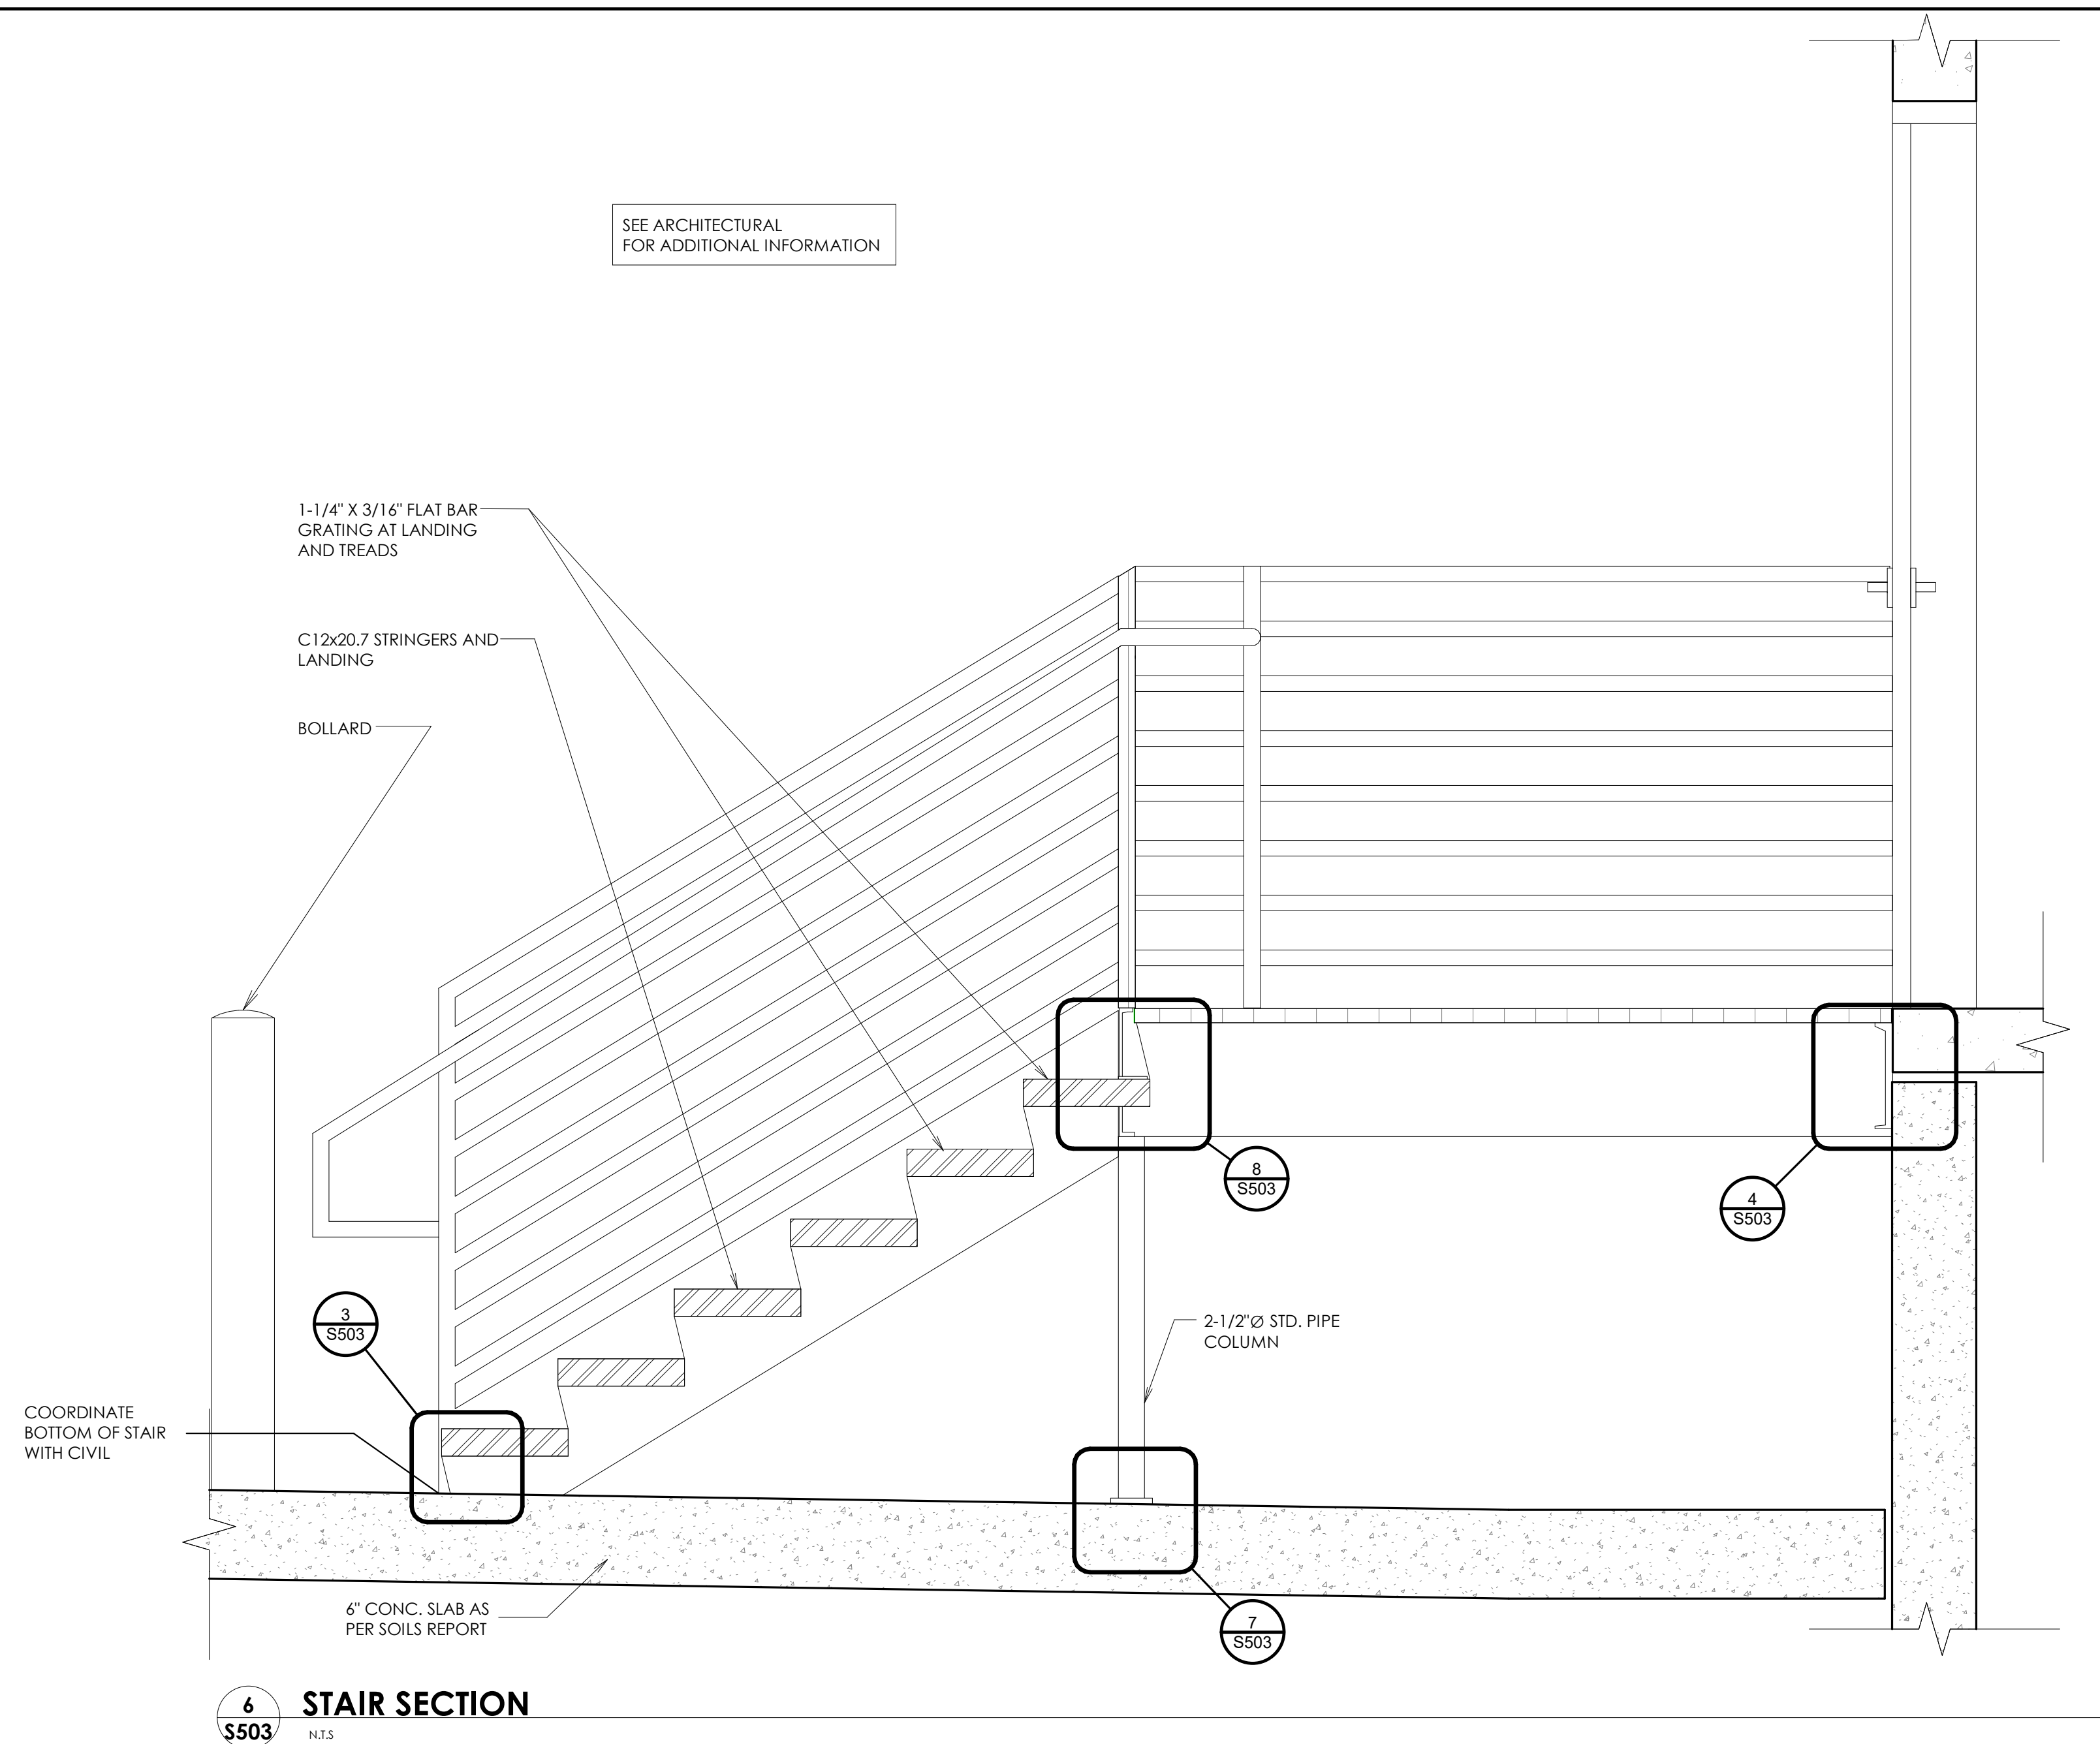 SEE ARCHITECTURAL
FOR ADDITIONAL INFORMATION
1-1/4" X 3/16" FLAT BAR
GRATING AT LANDING
AND TREADS
C12x20.7 STRINGERS AND
LANDING
BOLLARD
8
S503
4
S503
3
S503
2-1/2"Ø STD. PIPE
COLUMN
COORDINATE
BOTTOM OF STAIR
WITH CIVIL
6" CONC. SLAB AS
PER SOILS REPORT
7
S503
6
S503
STAIR SECTION
N.T.S